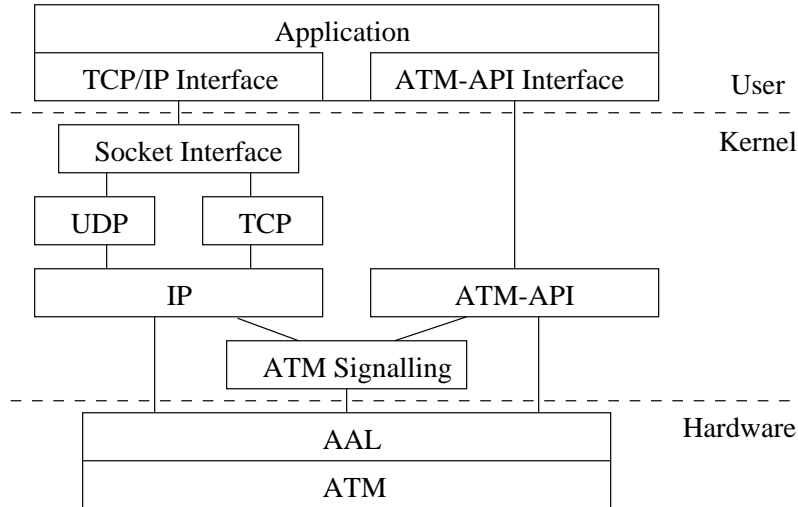 Application
TCP/IP Interface
ATM-API Interface
User
Kernel
Socket Interface
UDP
TCP
IP
ATM-API
ATM Signalling
Hardware
AAL
ATM